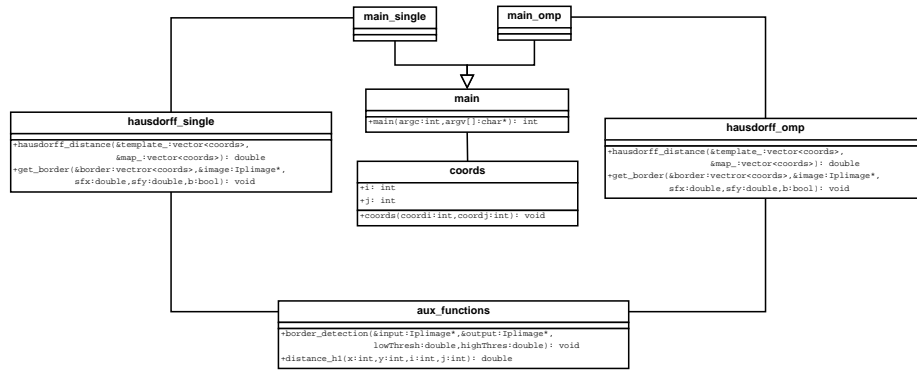 main_single
main_omp
main
+main(argc:int,argv[]:char*): int
hausdorff_single
+hausdorff_distance(&template_:vector<coords>,
&map_:vector<coords>): double
+get_border(&border:vectror<coords>,&image:Iplimage*,
sfx:double,sfy:double,b:bool): void
hausdorff_omp
+hausdorff_distance(&template_:vector<coords>,
&map_:vector<coords>): double
+get_border(&border:vectror<coords>,&image:Iplimage*,
sfx:double,sfy:double,b:bool): void
coords
+i: int
+j: int
+coords(coordi:int,coordj:int): void
aux_functions
+border_detection(&input:Iplimage*,&output:Iplimage*,
lowThresh:double,highThres:double): void
+distance_hl(x:int,y:int,i:int,j:int): double